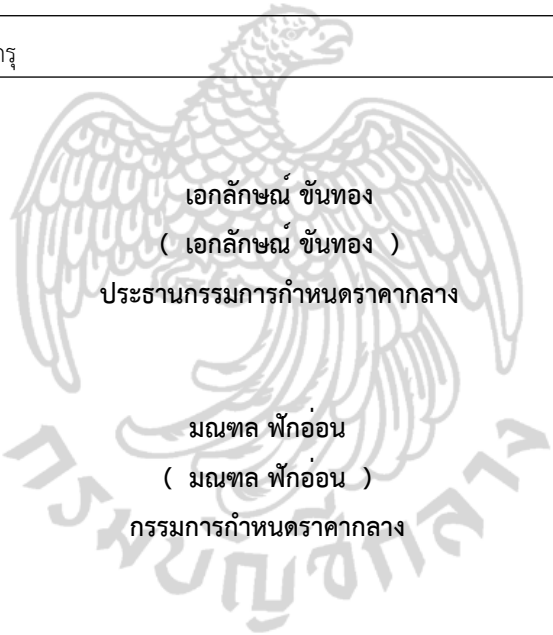 เอกลักษณ์ ขันทอง
( เอกลักษณ์ ขันทอง )
ประธานกรรมการกำหนดราคากลาง
มณฑล ฟักอ่อน
( มณฑล ฟักอ่อน )
กรรมการกำหนดราคากลาง
กรมบัญชีกลาง